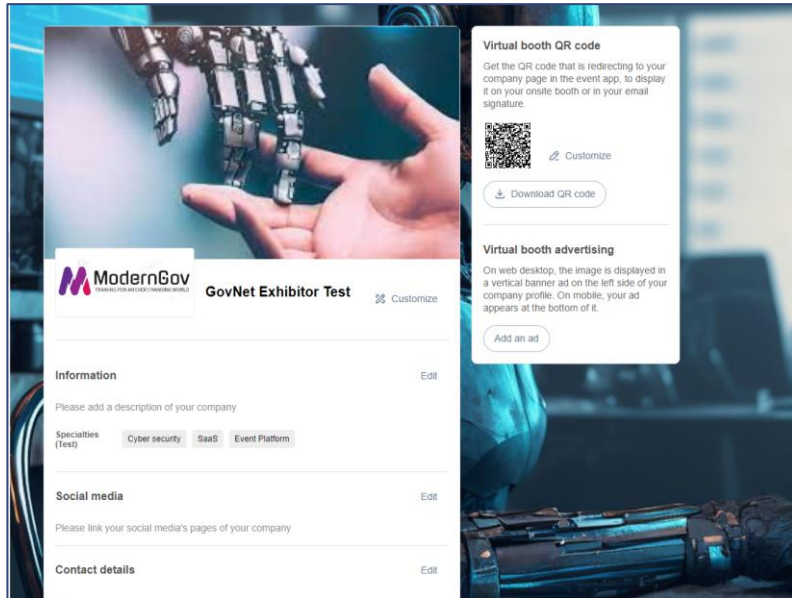 ModernGov
TRAINING FOR AN EVER CHANGING WORLD
GovNet Exhibitor Test
Customize
Information
Edit
Please add a description of your company
Specialties
(Test)
Cyber security
SaaS
Event Platform
Social media
Edit
Please link your social media's pages of your company
Contact details
Edit
Virtual booth QR code
Get the QR code that is redirecting to your
company page in the event app, to display
it on your onsite booth or in your email
signature.
Customize
Download QR code
Virtual booth advertising
On web desktop, the image is displayed in
a vertical banner ad on the left side of your
company profile. On mobile, your ad
appears at the bottom of it.
Add an ad